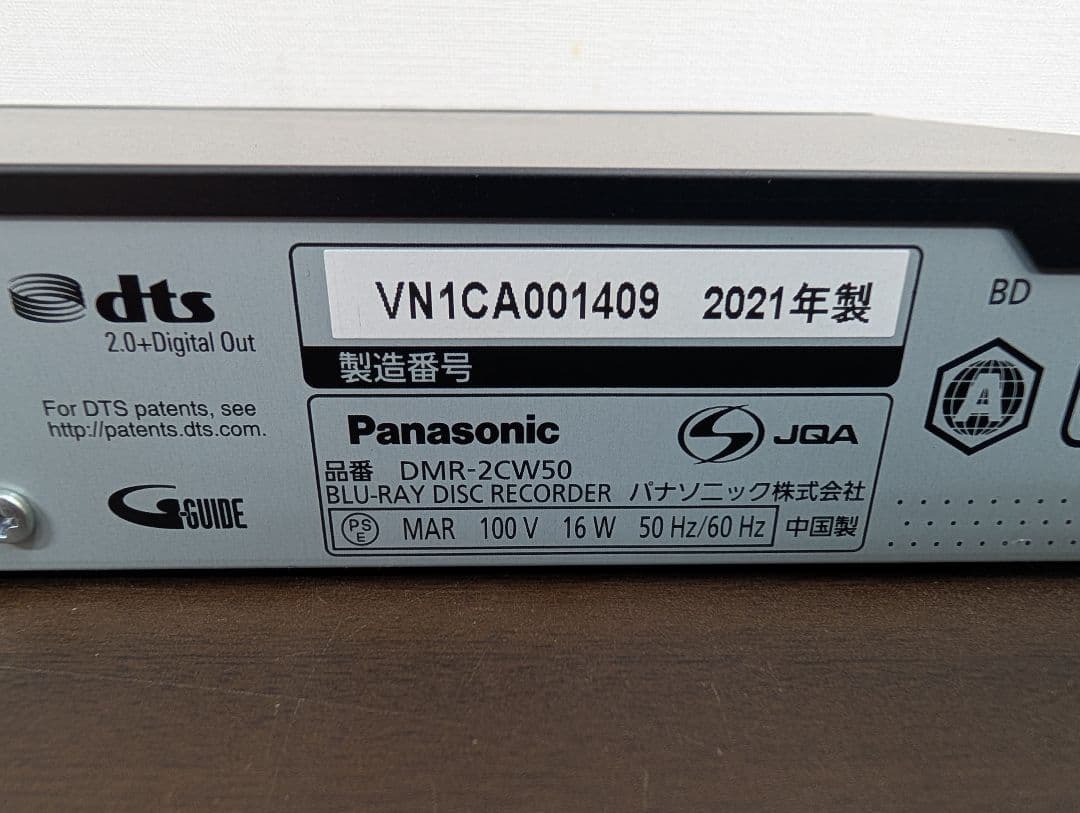 dts
2.0+Digital Out
For DTS patents, see
http://patents.dts.com.
G-GUIDE
VN1CA001409 2021年製
製造番号
Panasonic
JQA
品番 DMR-2CW50
BLU-RAY DISC RECORDER パナソニック株式会社
PS E MAR 100 V 16 W 50 Hz/60 Hz 中国製
BD
A